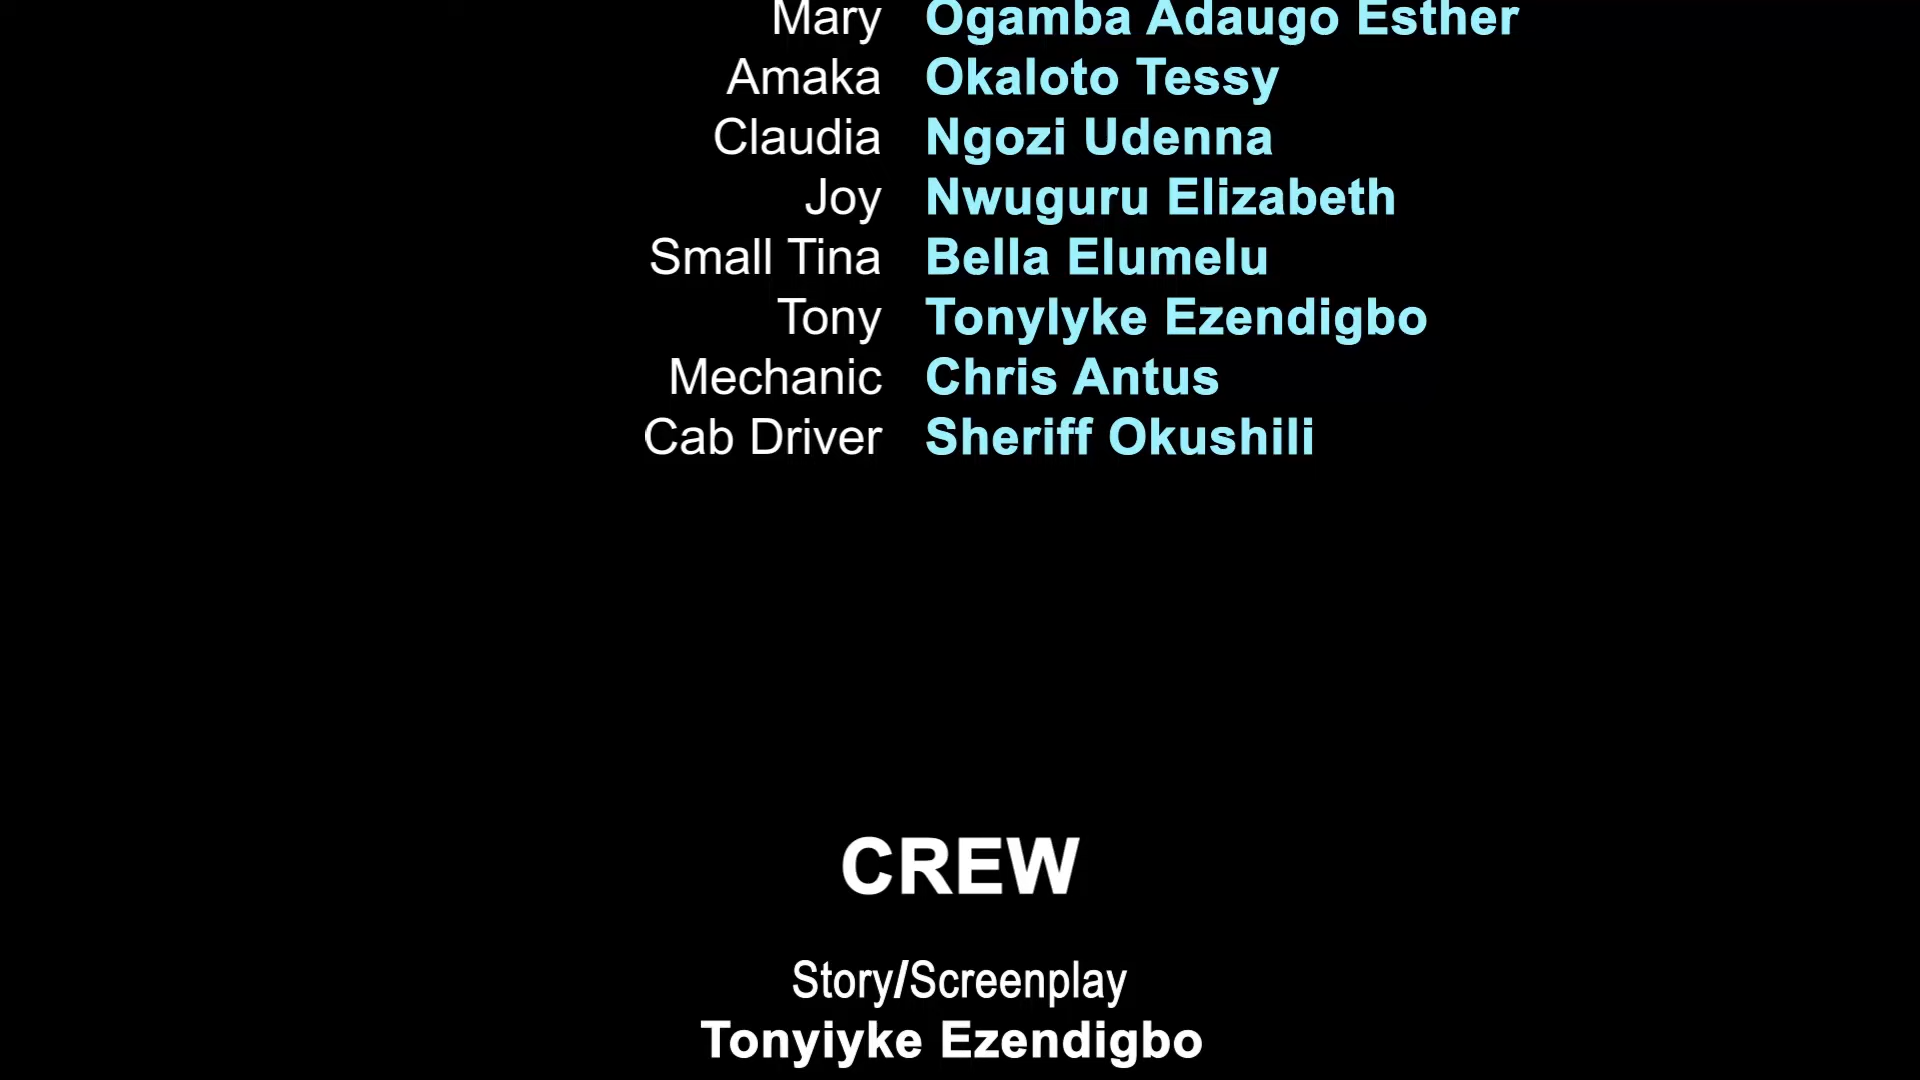 Mary Ogamba Adaugo Esther
Amaka Okaloto Tessy
Claudia Ngozi Udenna
Joy Nwuguru Elizabeth
Small Tina Bella Elumelu
Tony Tonylyke Ezendigbo
Mechanic Chris Antus
Cab Driver Sheriff Okushili
CREW
Story/Screenplay
Tonyiyke Ezendigbo